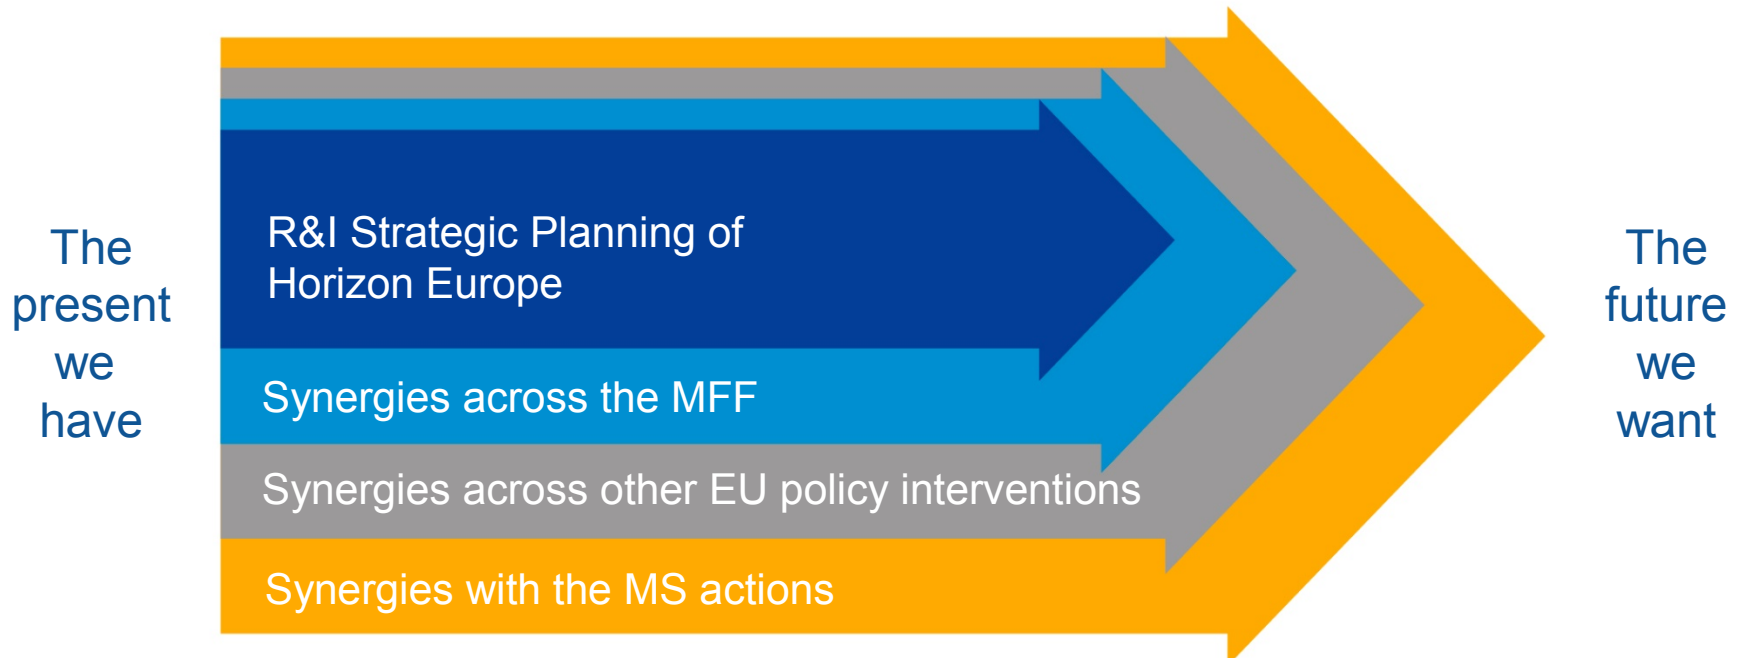 The
present
we
have
R&I Strategic Planning of
Horizon Europe
Synergies across the MFF
Synergies across other EU policy interventions
Synergies with the MS actions
The
future
we
want